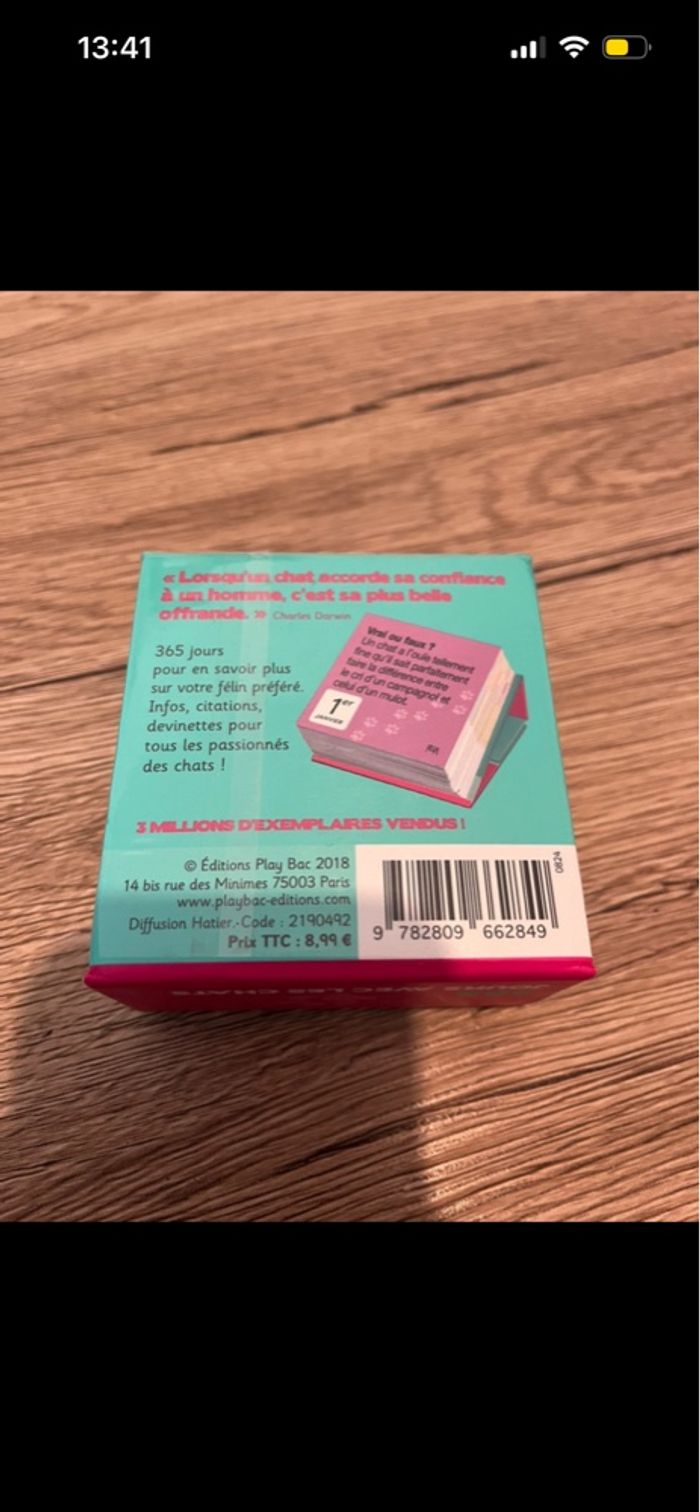 13:41
« Lorsqu'un chat accorde sa confiance
à un homme, c'est sa plus belle
offrande. » Charles Darwin
365 jours
pour en savoir plus
sur votre félin préféré.
Infos, citations,
devinettes pour
tous les passionnés
des chats !
Vrai ou faux ?
Un chat a l'ouïe tellement
fine qu'il sait parfaitement
faire la différence entre
le cri d'un campagnol et
celui d'un mulot.
1er
JANVIER
3 MILLIONS D'EXEMPLAIRES VENDUS !
© Éditions Play Bac 2018
14 bis rue des Minimes 75003 Paris
www.playbac-editions.com
Diffusion Hatier.-Code : 2190492
Prix TTC : 8,99 €
0824
9 782809 662849
JOURS AVEC LES CHATS